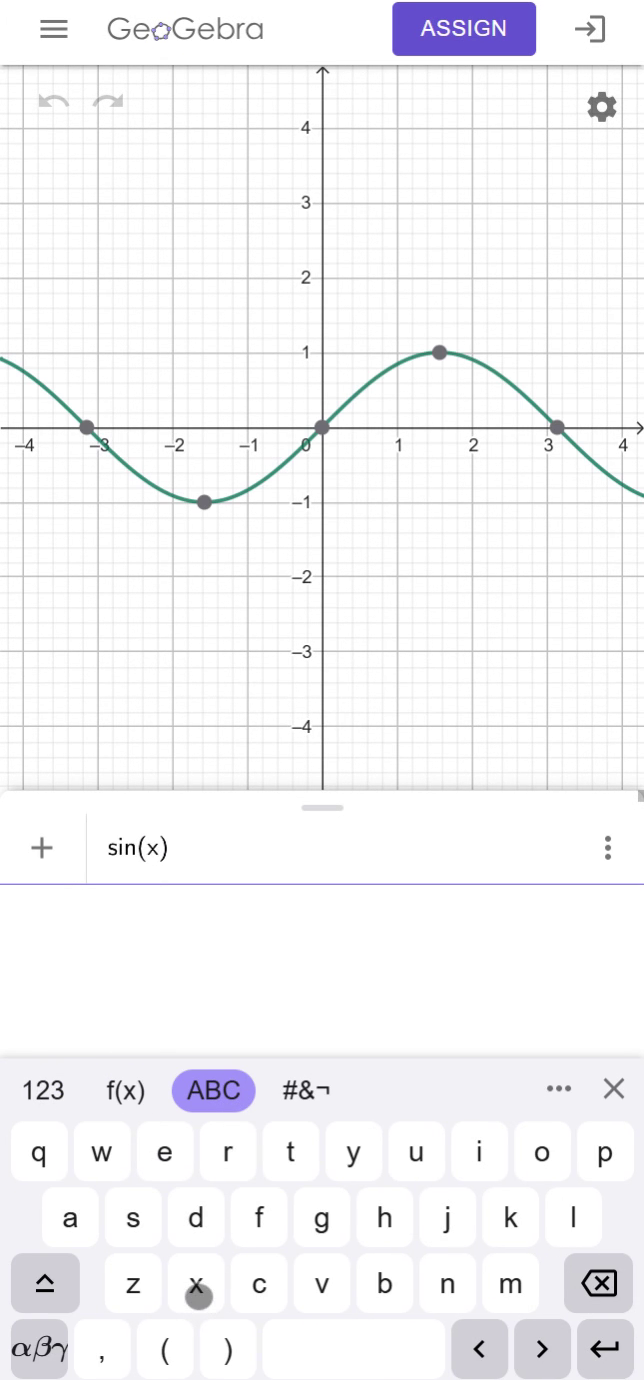 GeoGebra
ASSIGN
4
3
2
1
–4 –3 –2 –1 0 1 2 3 4
–1
–2
–3
–4
+ sin(x)
123 f(x) ABC #&¬
q w e r t y u i o p
a s d f g h j k l
z x c v b n m
αβγ , ( ) < >